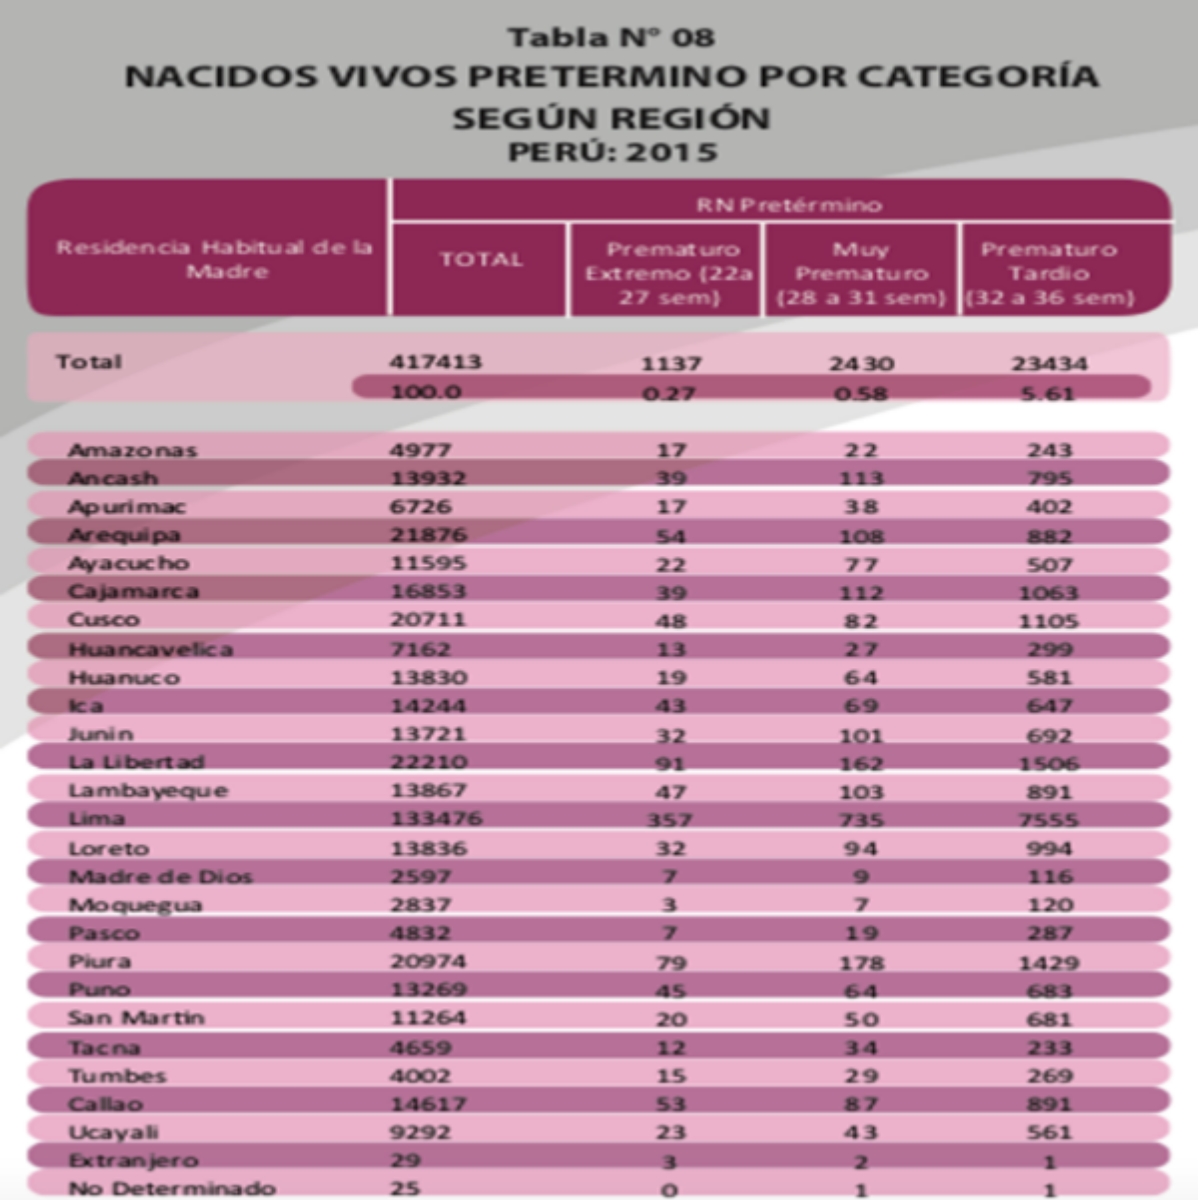 Tabla N° 08
NACIDOS VIVOS PRETERMINO POR CATEGORÍA
SEGÚN REGIÓN
PERÚ: 2015
Residencia Habitual de la
Madre
RN Pretérmino
TOTAL
Prematuro
Extremo (22a
27 sem)
Muy
Prematuro
(28 a 31 sem)
Prematuro
Tardio
(32 a 36 sem)
Total 417413 1137 2430 23434
100.0 0.27 0.58 5.61
Amazonas 4977 17 22 243
Ancash 13932 39 113 795
Apurimac 6726 17 38 402
Arequipa 21876 54 108 882
Ayacucho 11595 22 77 507
Cajamarca 16853 39 112 1063
Cusco 20711 48 82 1105
Huancavelica 7162 13 27 299
Huanuco 13830 19 64 581
Ica 14244 43 69 647
Junin 13721 32 101 692
La Libertad 22210 91 162 1506
Lambayeque 13867 47 103 891
Lima 133476 357 735 7555
Loreto 13836 32 94 994
Madre de Dios 2597 7 9 116
Moquegua 2837 3 7 120
Pasco 4832 7 19 287
Piura 20974 79 178 1429
Puno 13269 45 64 683
San Martin 11264 20 50 681
Tacna 4659 12 34 233
Tumbes 4002 15 29 269
Callao 14617 53 87 891
Ucayali 9292 23 43 561
Extranjero 29 3 2 1
No Determinado 25 0 1 1